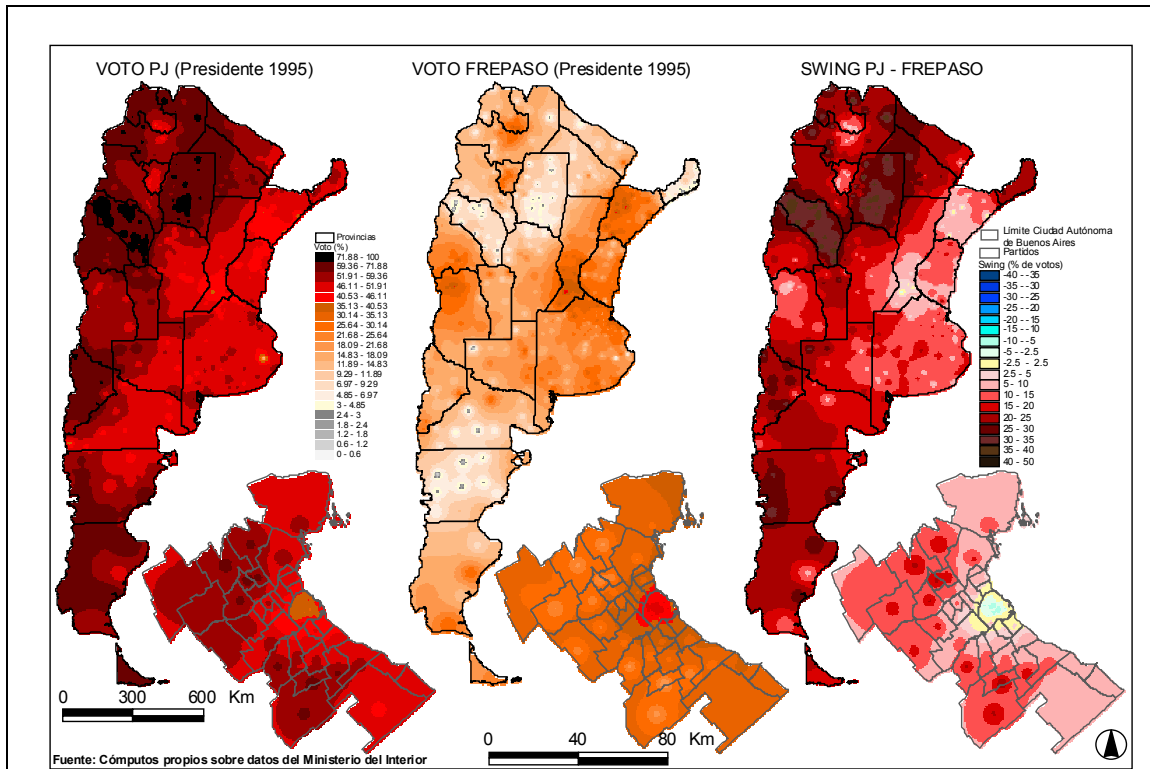 VOTO PJ (Presidente 1995)
VOTO FREPASO (Presidente 1995)
SWING PJ - FREPASO
Provincias
Voto (%)
71.88 - 100
59.36 - 71.88
51.91 - 59.36
46.11 - 51.91
40.53 - 46.11
35.13 - 40.53
30.14 - 35.13
25.64 - 30.14
21.68 - 25.64
18.09 - 21.68
14.83 - 18.09
11.89 - 14.83
9.29 - 11.89
6.97 - 9.29
4.85 - 6.97
3 - 4.85
2.4 - 3
1.8 - 2.4
1.2 - 1.8
0.6 - 1.2
0 - 0.6
Límite Ciudad Autónoma
de Buenos Aires
Partidos
Swing (% de votos)
-40 - -35
-35 - -30
-30 - -25
-25 - -20
-20 - -15
-15 - -10
-10 - -5
-5 - -2.5
-2.5 - 2.5
2.5 - 5
5 - 10
10 - 15
15 - 20
20- 25
25 - 30
30 - 35
35 - 40
40 - 50
0 300 600 Km
0 40 80 Km
Fuente: Cómputos propios sobre datos del Ministerio del Interior